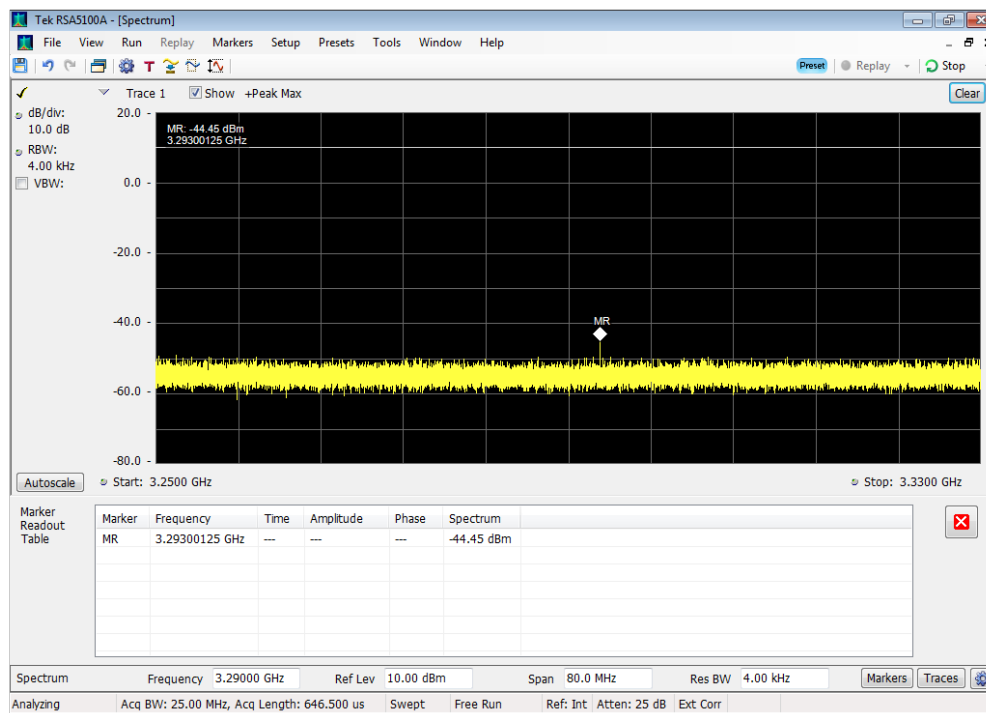 Tek RSA5100A - [Spectrum]
File View Run Replay Markers Setup Presets Tools Window Help
T Preset Replay Stop
Trace 1 Show +Peak Max Clear
dB/div:
10.0 dB
RBW:
4.00 kHz
VBW:
20.0 -
0.0 -
-20.0 -
-40.0 -
-60.0 -
-80.0 -
MR: -44.45 dBm
3.29300125 GHz
MR
Autoscale Start: 3.2500 GHz Stop: 3.3300 GHz
Marker
Readout
Table
Marker Frequency Time Amplitude Phase Spectrum
MR 3.29300125 GHz --- --- --- -44.45 dBm
Spectrum Frequency 3.29000 GHz Ref Lev 10.00 dBm Span 80.0 MHz Res BW 4.00 kHz Markers Traces
Analyzing Acq BW: 25.00 MHz, Acq Length: 646.500 us Swept Free Run Ref: Int Atten: 25 dB Ext Corr